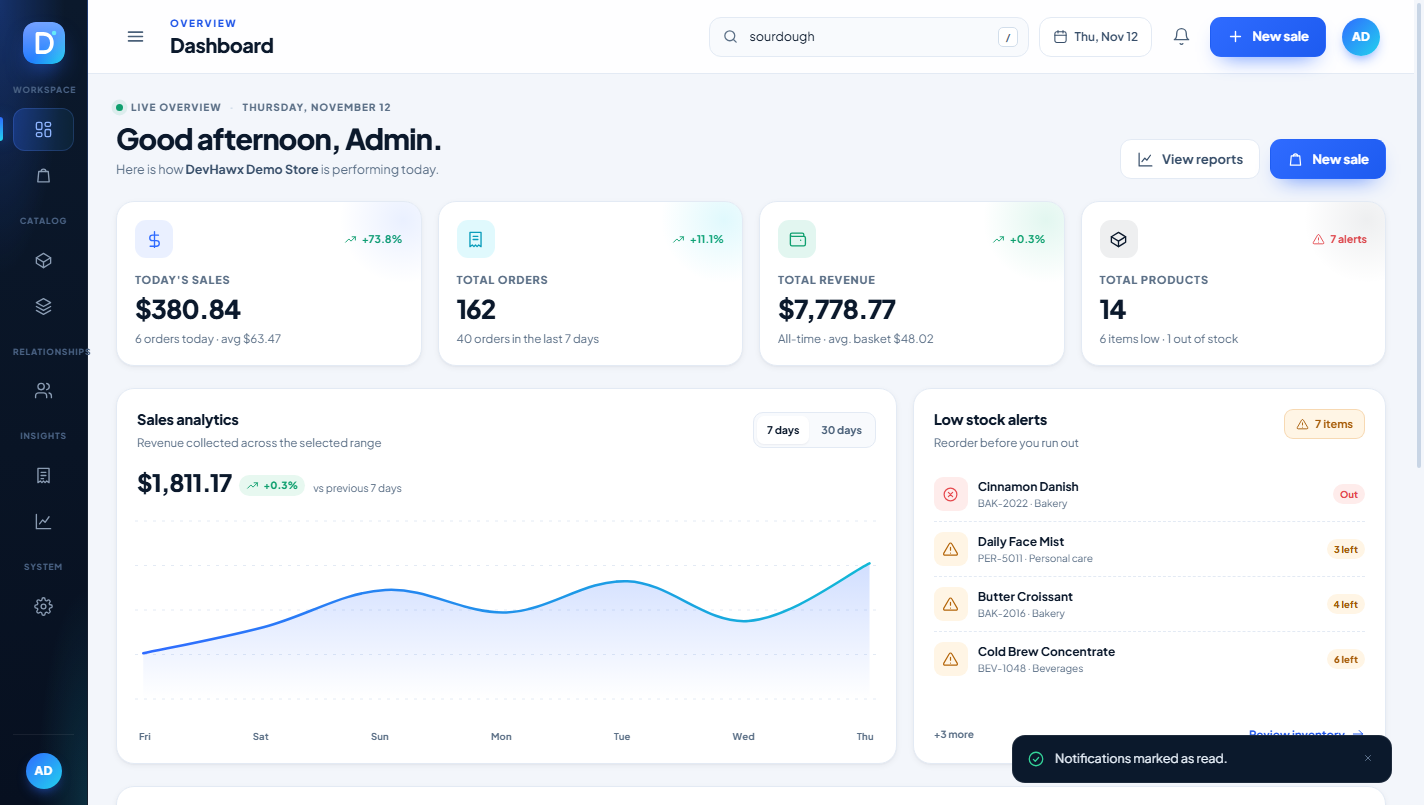 D
WORKSPACE
CATALOG
RELATIONSHIPS
INSIGHTS
SYSTEM
AD
OVERVIEW
Dashboard
sourdough
/
Thu, Nov 12
New sale
AD
LIVE OVERVIEW · THURSDAY, NOVEMBER 12
Good afternoon, Admin.
Here is how DevHawx Demo Store is performing today.
View reports
New sale
+73.8%
TODAY'S SALES
$380.84
6 orders today · avg $63.47
+11.1%
TOTAL ORDERS
162
40 orders in the last 7 days
+0.3%
TOTAL REVENUE
$7,778.77
All-time · avg. basket $48.02
7 alerts
TOTAL PRODUCTS
14
6 items low · 1 out of stock
Sales analytics
Revenue collected across the selected range
7 days
30 days
$1,811.17
+0.3%
vs previous 7 days
Fri
Sat
Sun
Mon
Tue
Wed
Thu
Low stock alerts
Reorder before you run out
7 items
Cinnamon Danish
BAK-2022 · Bakery
Out
Daily Face Mist
PER-5011 · Personal care
3 left
Butter Croissant
BAK-2016 · Bakery
4 left
Cold Brew Concentrate
BEV-1048 · Beverages
6 left
+3 more
Review inventory
Notifications marked as read.